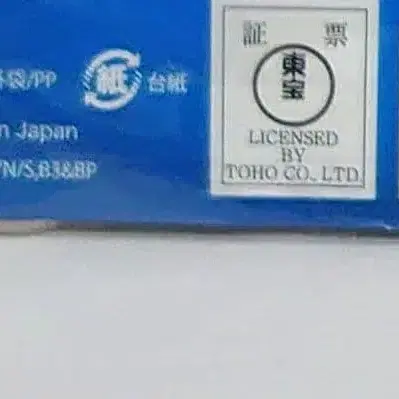 袋/PP
紙 台紙
n Japan
/N/S,B3&BP
証 票
東宝
LICENSED
BY
TOHO CO., LTD.